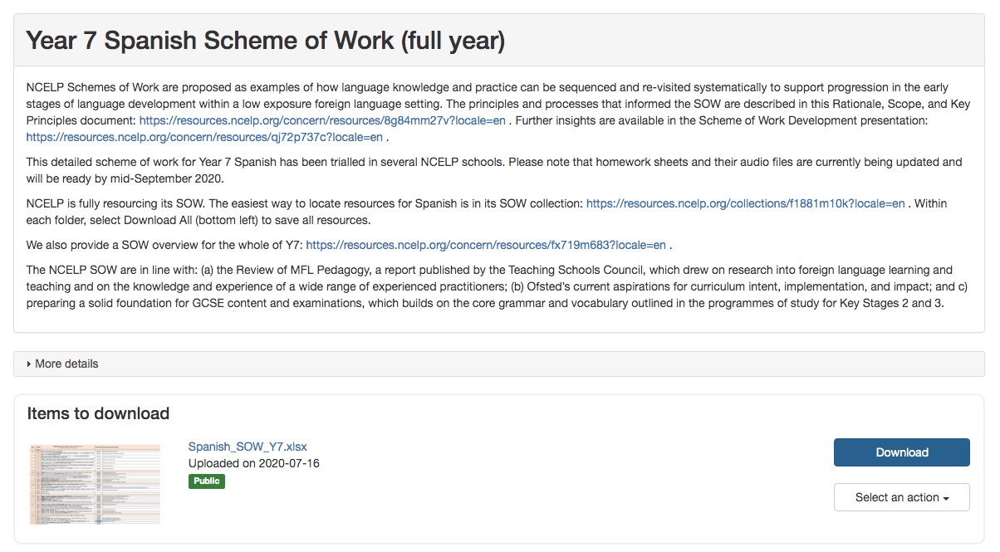 Year 7 Spanish Scheme of Work (full year)
NCELP Schemes of Work are proposed as examples of how language knowledge and practice can be sequenced and re-visited systematically to support progression in the early
stages of language development within a low exposure foreign language setting. The principles and processes that informed the SOW are described in this Rationale, Scope, and Key
Principles document: https://resources.ncelp.org/concern/resources/8g84mm27v?locale=en . Further insights are available in the Scheme of Work Development presentation:
https://resources.ncelp.org/concern/resources/qj72p737c?locale=en .
This detailed scheme of work for Year 7 Spanish has been trialled in several NCELP schools. Please note that homework sheets and their audio files are currently being updated and
will be ready by mid-September 2020.
NCELP is fully resourcing its SOW. The easiest way to locate resources for Spanish is in its SOW collection: https://resources.ncelp.org/collections/f1881m10k?locale=en . Within
each folder, select Download All (bottom left) to save all resources.
We also provide a SOW overview for the whole of Y7: https://resources.ncelp.org/concern/resources/fx719m683?locale=en .
The NCELP SOW are in line with: (a) the Review of MFL Pedagogy, a report published by the Teaching Schools Council, which drew on research into foreign language learning and
teaching and on the knowledge and experience of a wide range of experienced practitioners; (b) Ofsted's current aspirations for curriculum intent, implementation, and impact; and c)
preparing a solid foundation for GCSE content and examinations, which builds on the core grammar and vocabulary outlined in the programmes of study for Key Stages 2 and 3.
More details
Items to download
Spanish_SOW_Y7.xlsx
Uploaded on 2020-07-16
Public
Download
Select an action